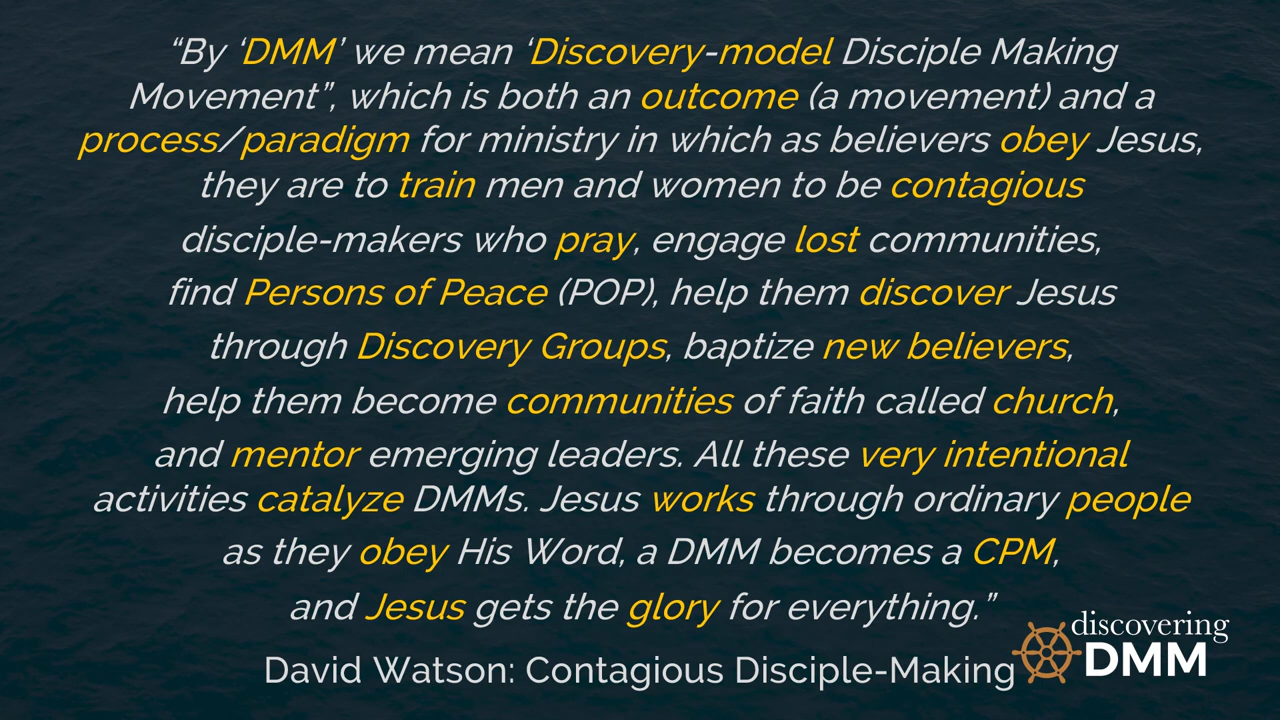 “By ‘DMM’ we mean ‘Discovery-model Disciple Making
Movement”, which is both an outcome (a movement) and a
process/paradigm for ministry in which as believers obey Jesus,
they are to train men and women to be contagious
disciple-makers who pray, engage lost communities,
find Persons of Peace (POP), help them discover Jesus
through Discovery Groups, baptize new believers,
help them become communities of faith called church,
and mentor emerging leaders. All these very intentional
activities catalyze DMMs. Jesus works through ordinary people
as they obey His Word, a DMM becomes a CPM,
and Jesus gets the glory for everything.”
David Watson: Contagious Disciple-Making
discovering
DMM